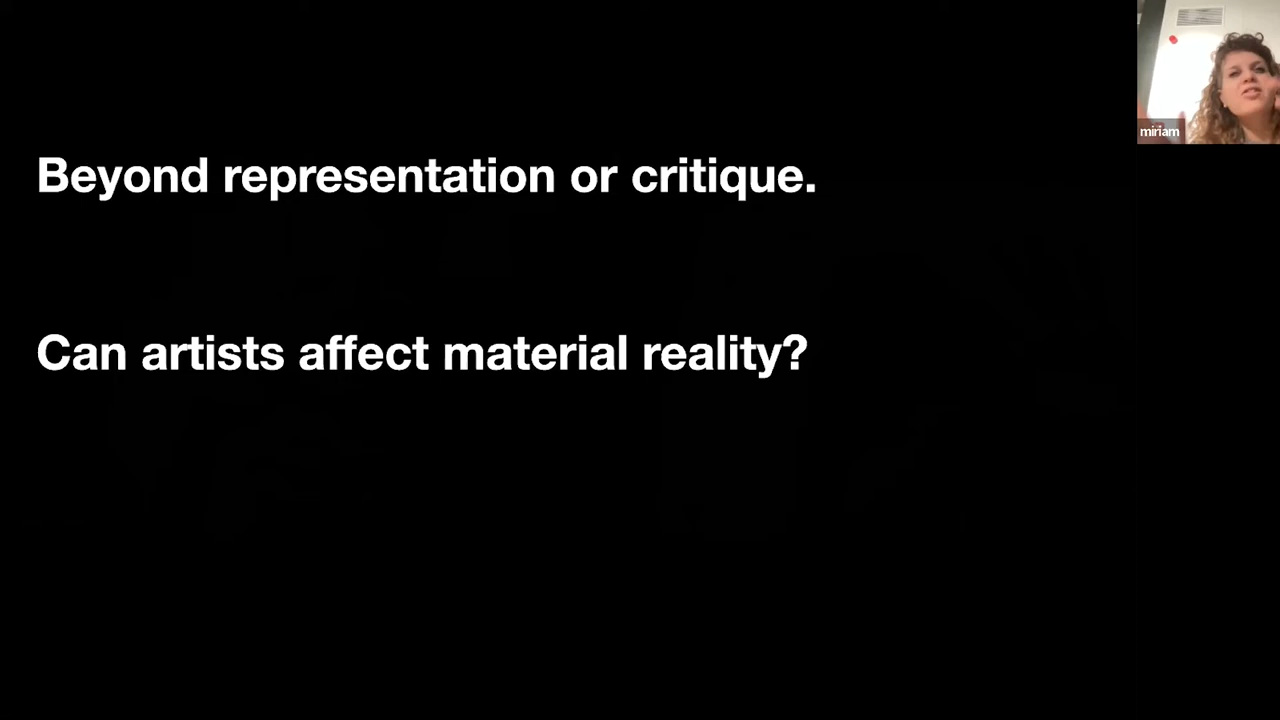 Beyond representation or critique.
Can artists affect material reality?
miriam